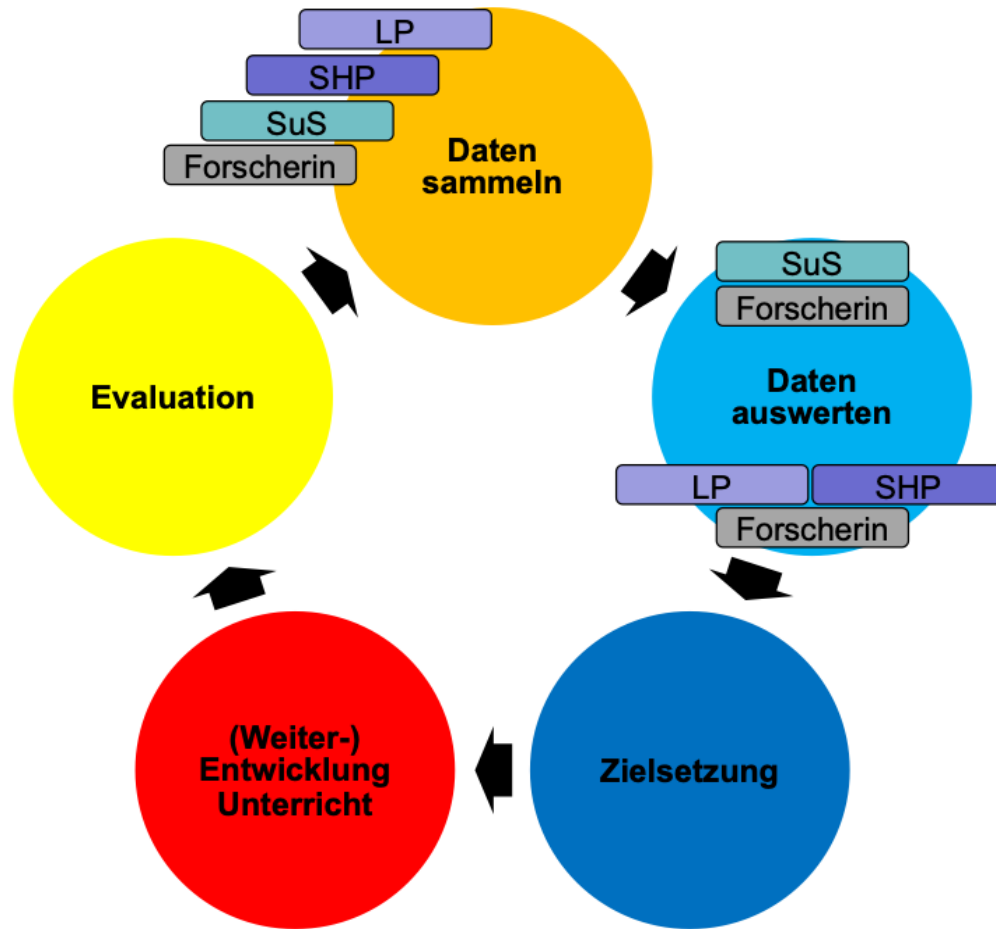 LP
SHP
SuS
Forscherin
Daten
sammeln
SuS
Forscherin
Daten
auswerten
LP
SHP
Forscherin
Zielsetzung
(Weiter-)
Entwicklung
Unterricht
Evaluation